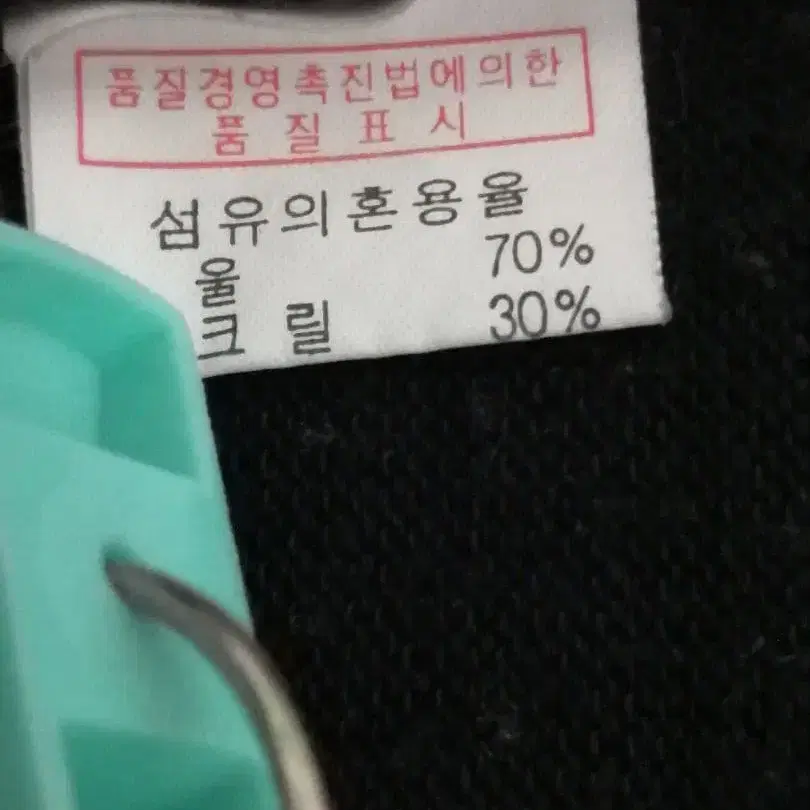 품질경영촉진법에의한
품 질 표 시
섬유의혼용율
울 70%
크 릴 30%